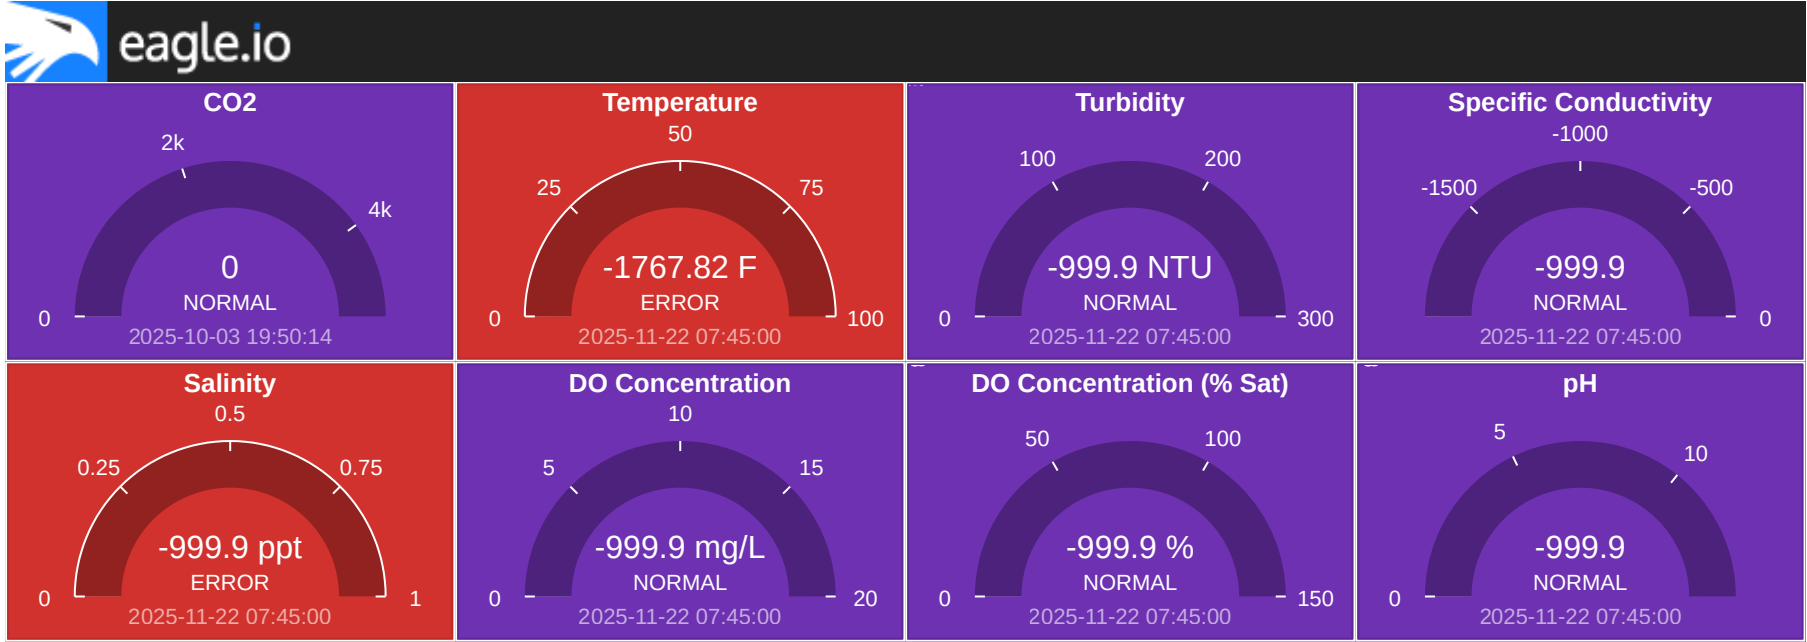 eagle.io
CO2
2k
4k
0
0
NORMAL
2025-10-03 19:50:14
Temperature
50
25
75
-1767.82 F
ERROR
0
100
2025-11-22 07:45:00
Turbidity
100
200
-999.9 NTU
NORMAL
0
300
2025-11-22 07:45:00
Specific Conductivity
-1000
-1500
-500
-999.9
NORMAL
0
2025-11-22 07:45:00
Salinity
0.5
0.25
0.75
-999.9 ppt
ERROR
0
1
2025-11-22 07:45:00
DO Concentration
10
5
15
-999.9 mg/L
NORMAL
0
20
2025-11-22 07:45:00
DO Concentration (% Sat)
50
100
-999.9 %
NORMAL
0
150
2025-11-22 07:45:00
pH
5
10
-999.9
NORMAL
0
2025-11-22 07:45:00